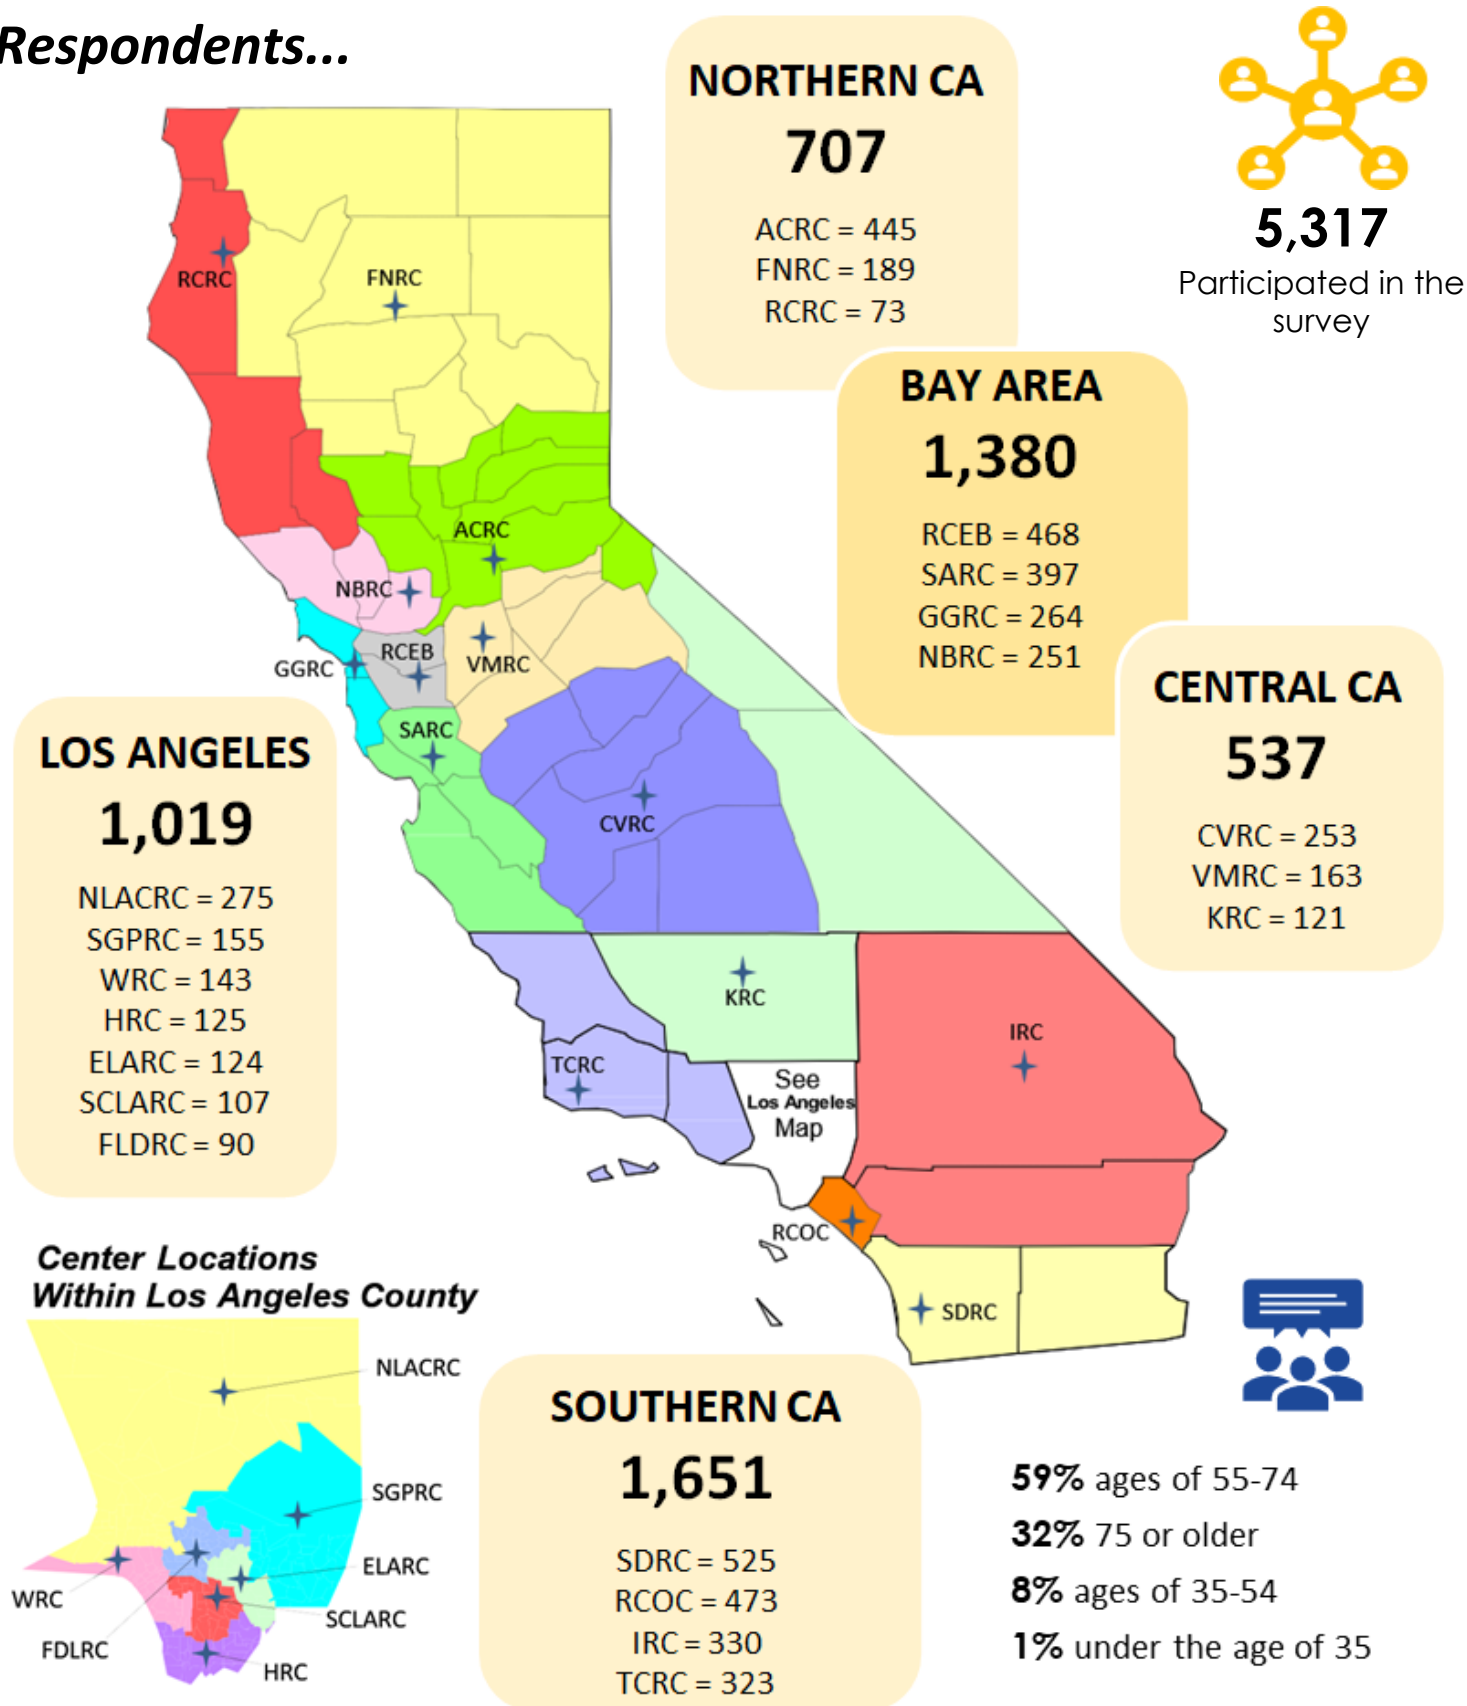 Respondents...
NORTHERN CA
707
ACRC = 445
FNRC = 189
RCRC = 73
5,317
Participated in the
survey
BAY AREA
1,380
RCEB = 468
SARC = 397
GGRC = 264
NBRC = 251
CENTRAL CA
537
CVRC = 253
VMRC = 163
KRC = 121
LOS ANGELES
1,019
NLACRC = 275
SGPRC = 155
WRC = 143
HRC = 125
ELARC = 124
SCLARC = 107
FLDRC = 90
RCRC
FNRC
ACRC
NBRC
RCEB
GGRC
VMRC
SARC
CVRC
KRC
IRC
TCRC
See
Los Angeles
Map
RCOC
SDRC
Center Locations
Within Los Angeles County
NLACRC
SGPRC
ELARC
WRC
SCLARC
FDLRC
HRC
SOUTHERN CA
1,651
SDRC = 525
RCOC = 473
IRC = 330
TCRC = 323
59% ages of 55-74
32% 75 or older
8% ages of 35-54
1% under the age of 35